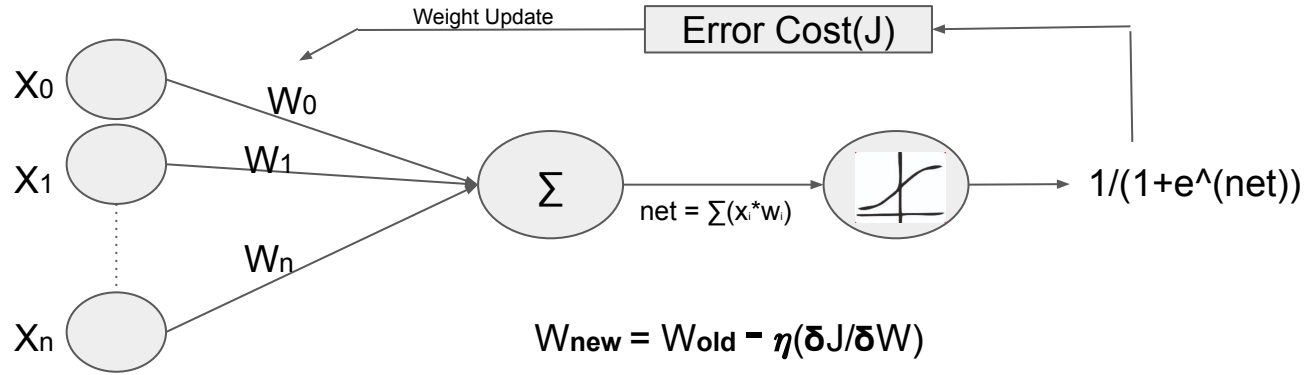 Weight Update
Error Cost(J)
X0
W0
X1
W1
∑
net = ∑(xi*wi)
1/(1+e^(net))
Wn
Xn
Wnew = Wold - η(δJ/δW)